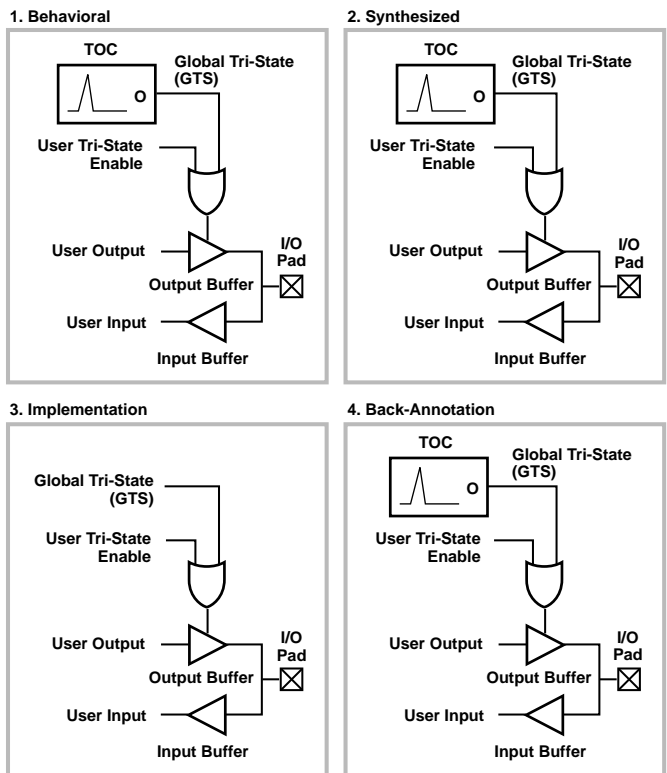 1. Behavioral
TOC
O
Global Tri-State
(GTS)
User Tri-State
Enable
User Output
I/O
Pad
Output Buffer
User Input
Input Buffer
2. Synthesized
TOC
O
Global Tri-State
(GTS)
User Tri-State
Enable
User Output
I/O
Pad
Output Buffer
User Input
Input Buffer
3. Implementation
Global Tri-State
(GTS)
User Tri-State
Enable
User Output
I/O
Pad
Output Buffer
User Input
Input Buffer
4. Back-Annotation
TOC
O
Global Tri-State
(GTS)
User Tri-State
Enable
User Output
I/O
Pad
Output Buffer
User Input
Input Buffer